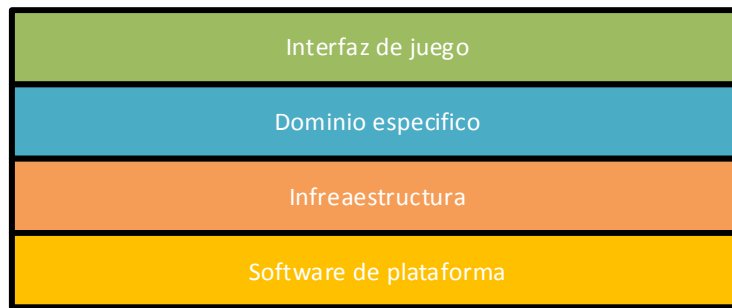 Interfaz de juego
Dominio especifico
Infreaestructura
Software de plataforma